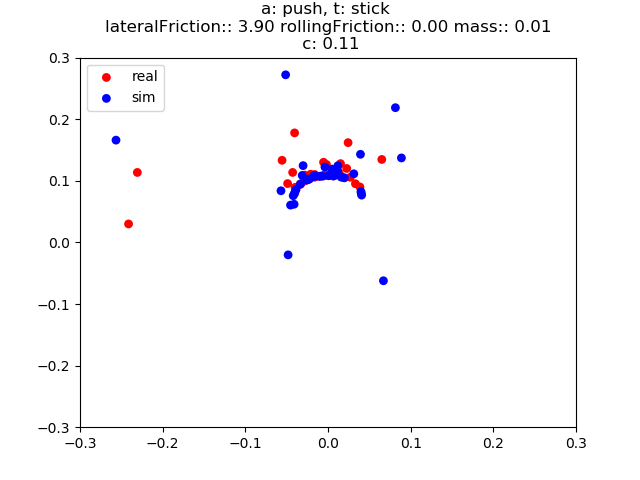 a: push, t: stick
lateralFriction:: 3.90 rollingFriction:: 0.00 mass:: 0.01
c: 0.11
real
sim
0.3
0.2
0.1
0.0
−0.1
−0.2
−0.3
−0.3
−0.2
−0.1
0.0
0.1
0.2
0.3